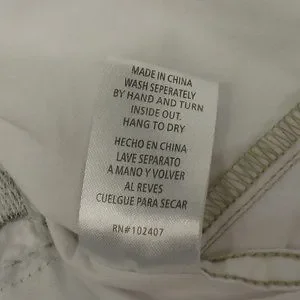 MADE IN CHINA
WASH SEPERATELY
BY HAND AND TURN
INSIDE OUT.
HANG TO DRY
HECHO EN CHINA
LAVE SEPARATO
A MANO Y VOLVER
AL REVES
CUELGUE PARA SECAR
RN#102407